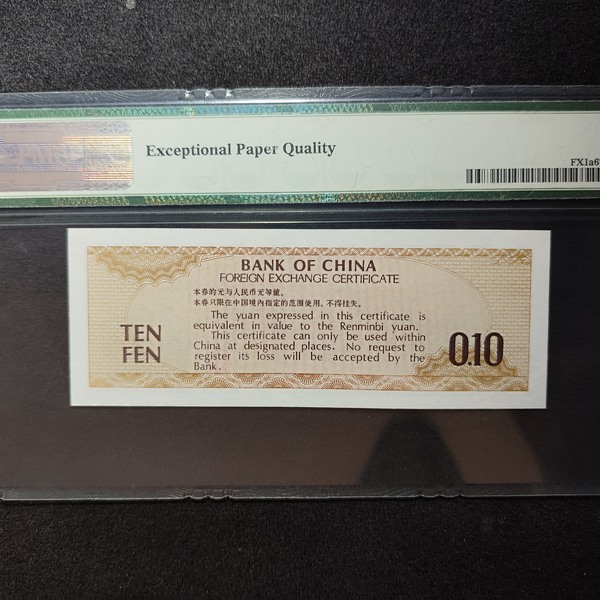 Exceptional Paper Quality
FX1a6
BANK OF CHINA
FOREIGN EXCHANGE CERTIFICATE
本券的元与人民币元等值。
本券只限在中国境内指定的范围使用,不得挂失。
The yuan expressed in this certificate is
equivalent in value to the Renminbi yuan.
This certificate can only be used within
China at designated places. No request to
register its loss will be accepted by the
Bank.
TEN
FEN
0.10